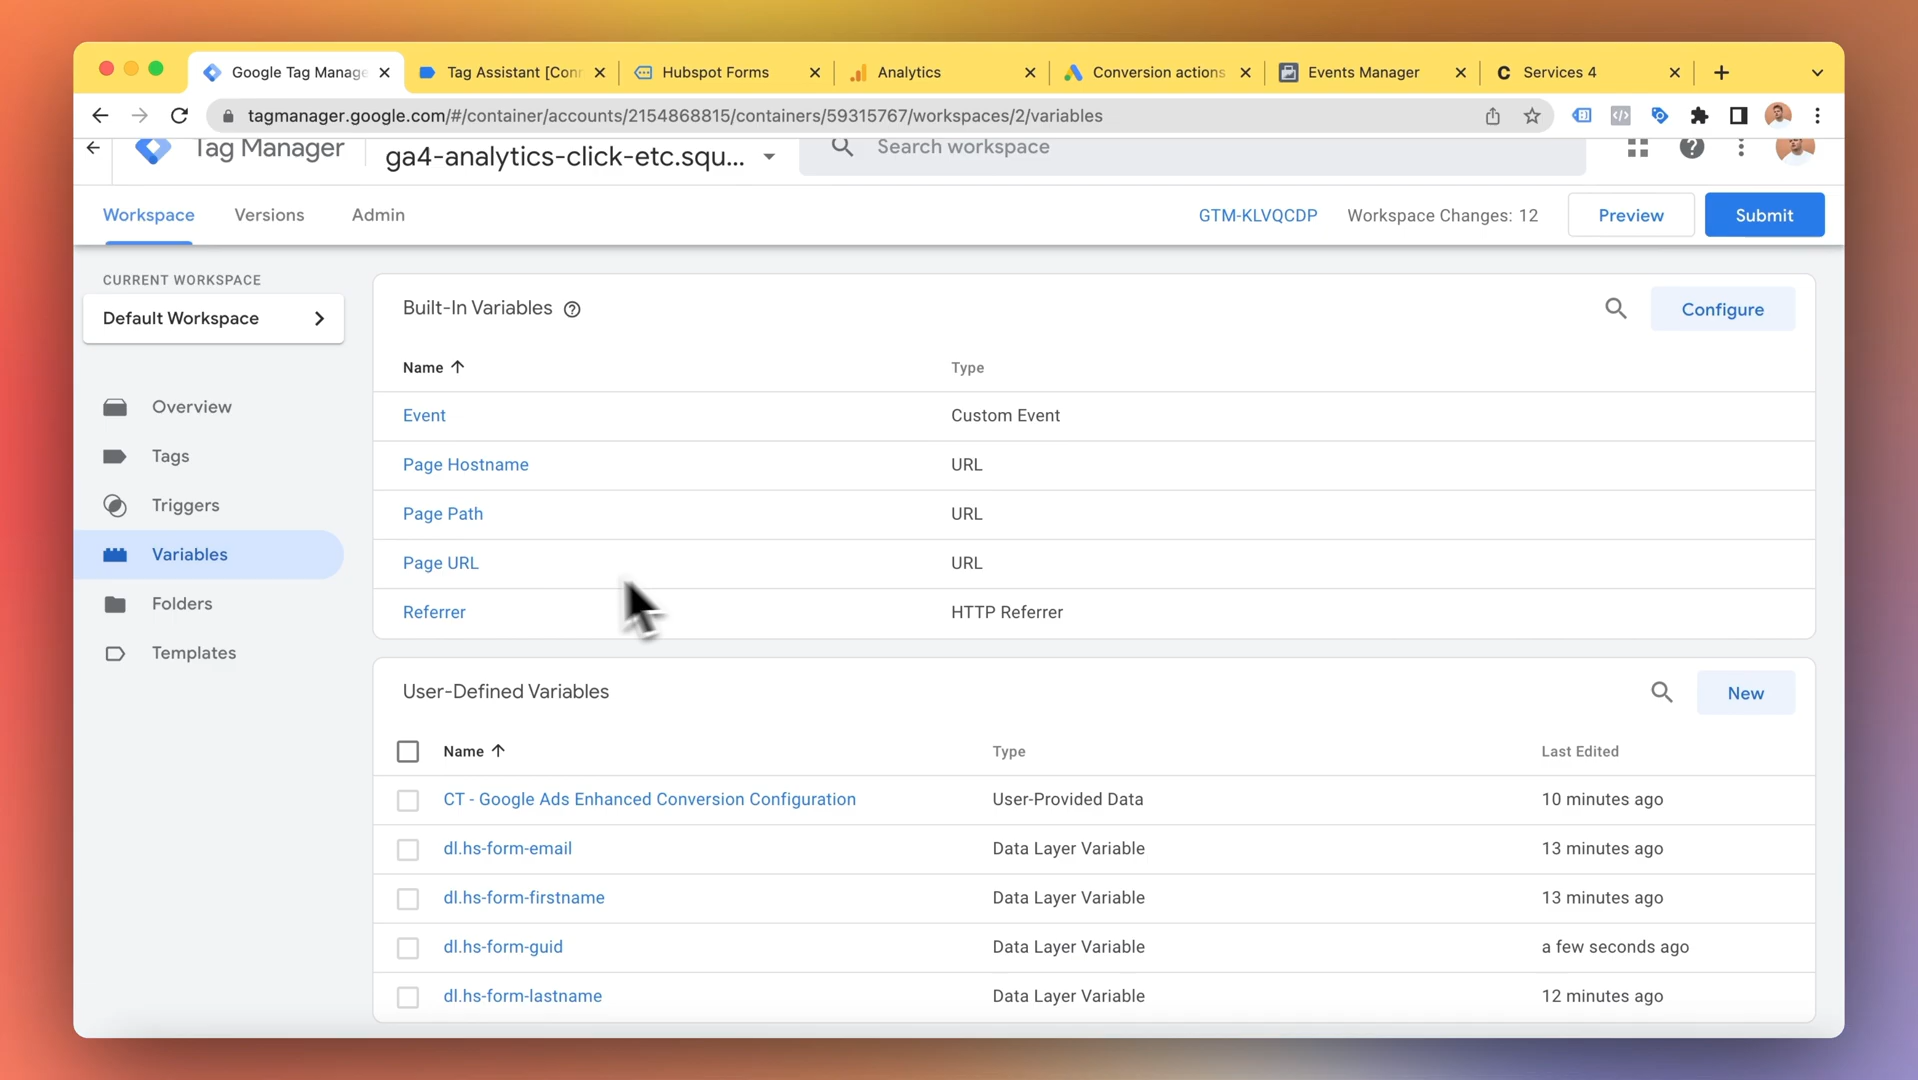 Google Tag Manage
Tag Assistant [Conn
Hubspot Forms
Analytics
Conversion actions
Events Manager
C Services 4
tagmanager.google.com/#/container/accounts/2154868815/containers/59315767/workspaces/2/variables
Tag Manager
ga4-analytics-click-etc.squ...
Search workspace
Workspace
Versions
Admin
GTM-KLVQCDP
Workspace Changes: 12
Preview
Submit
CURRENT WORKSPACE
Default Workspace
Overview
Tags
Triggers
Variables
Folders
Templates
Built-In Variables
Configure
Name Type
Event Custom Event
Page Hostname URL
Page Path URL
Page URL URL
Referrer HTTP Referrer
User-Defined Variables
New
Name Type Last Edited
CT - Google Ads Enhanced Conversion Configuration User-Provided Data 10 minutes ago
dl.hs-form-email Data Layer Variable 13 minutes ago
dl.hs-form-firstname Data Layer Variable 13 minutes ago
dl.hs-form-guid Data Layer Variable a few seconds ago
dl.hs-form-lastname Data Layer Variable 12 minutes ago